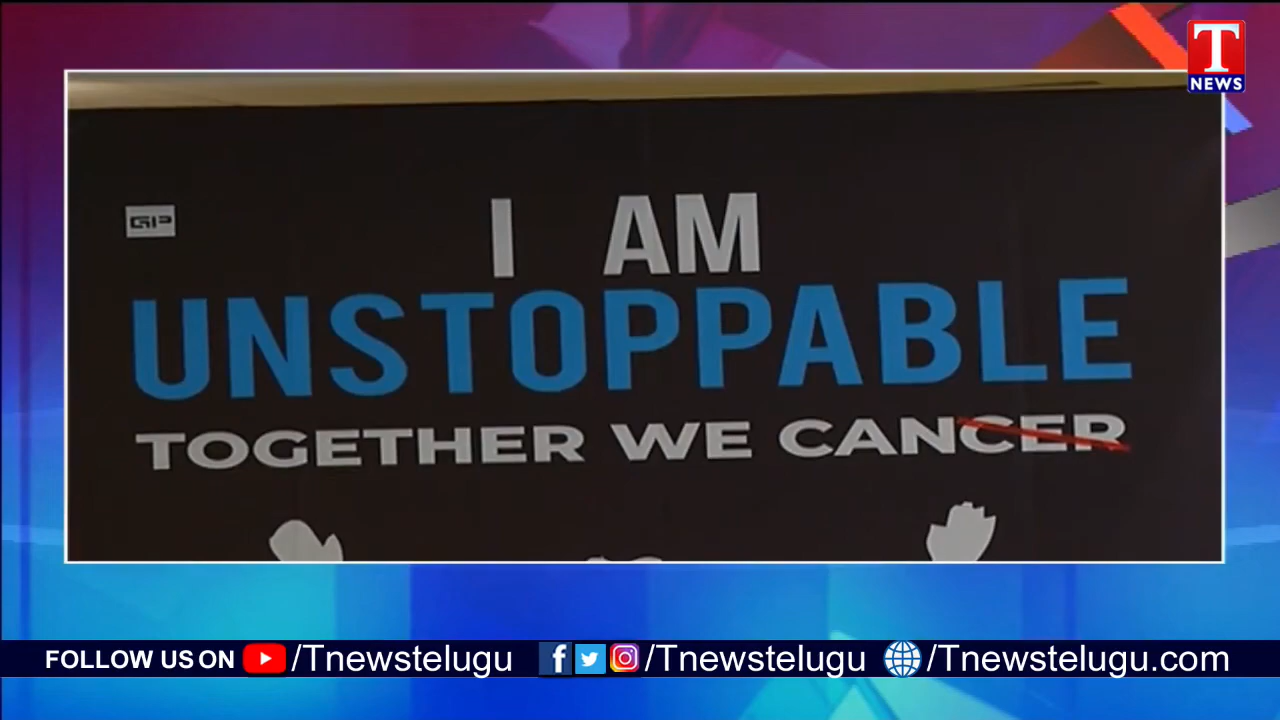 T
NEWS
GIP
I AM
UNSTOPPABLE
TOGETHER WE CANCER
FOLLOW US ON /Tnewstelugu /Tnewstelugu /Tnewstelugu.com